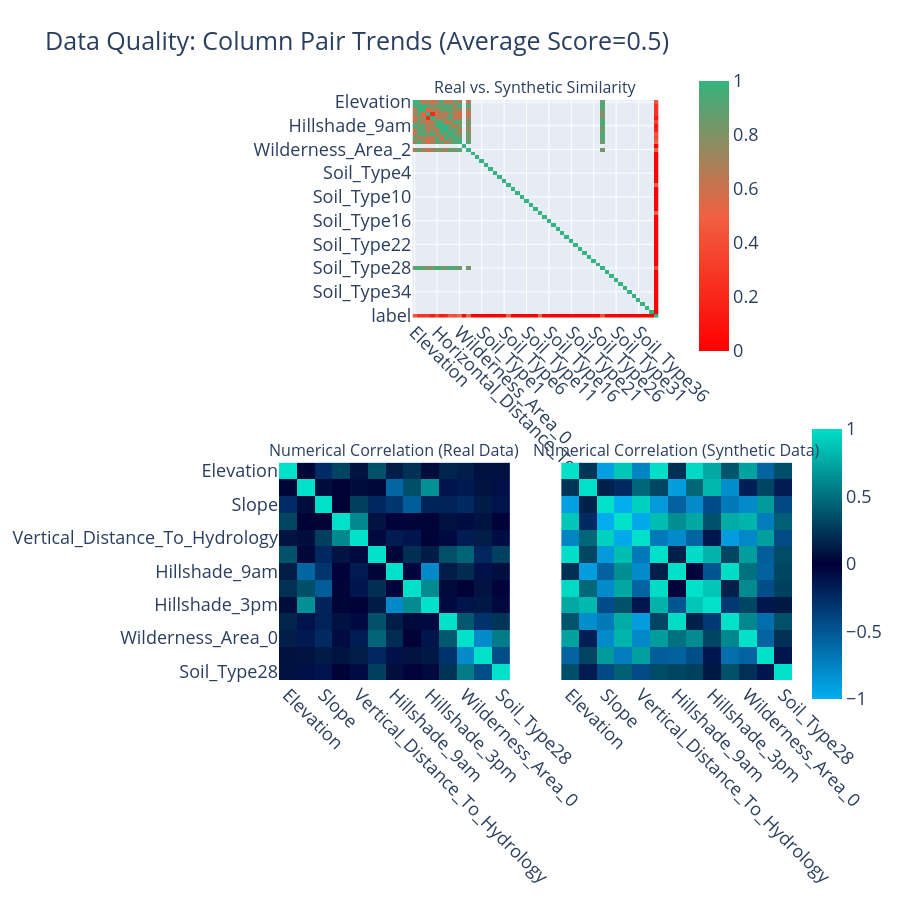 Data Quality: Column Pair Trends (Average Score=0.5)
Real vs. Synthetic Similarity
Elevation
Hillshade_9am
Wilderness_Area_2
Soil_Type4
Soil_Type10
Soil_Type16
Soil_Type22
Soil_Type28
Soil_Type34
label
Elevation
Horizontal_Distance_To
Wilderness_Area_0
Soil_Type1
Soil_Type6
Soil_Type11
Soil_Type16
Soil_Type21
Soil_Type26
Soil_Type31
Soil_Type36
1
0.8
0.6
0.4
0.2
0
Numerical Correlation (Real Data)
Numerical Correlation (Synthetic Data)
Elevation
Slope
Vertical_Distance_To_Hydrology
Hillshade_9am
Hillshade_3pm
Wilderness_Area_0
Soil_Type28
Elevation
Slope
Vertical_Distance_To_Hydrology
Hillshade_9am
Hillshade_3pm
Wilderness_Area_0
Soil_Type28
Elevation
Slope
Vertical_Distance_To_Hydrology
Hillshade_9am
Hillshade_3pm
Wilderness_Area_0
Soil_Type28
1
0.5
0
−0.5
−1